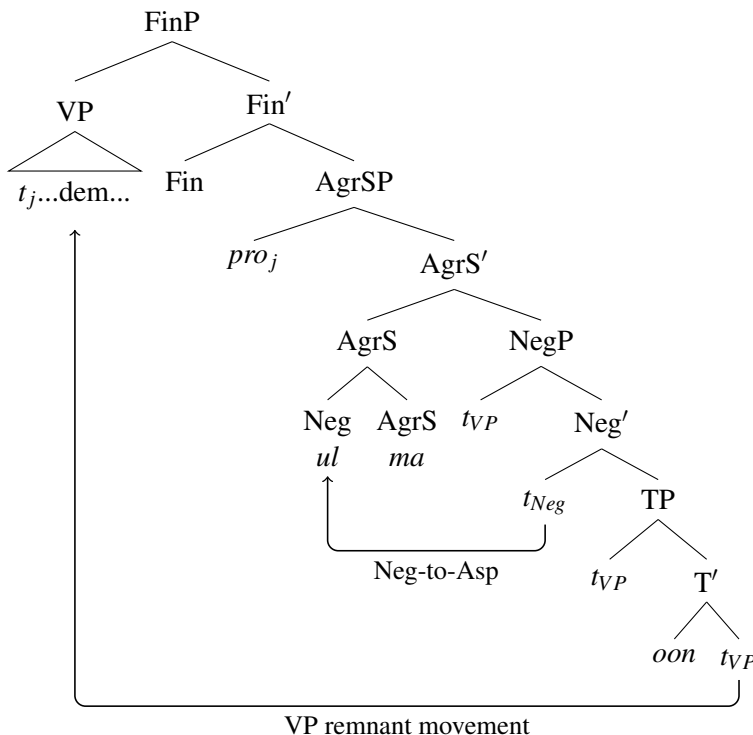 FinP
VP Fin′
t_j...dem... Fin AgrSP
pro_j AgrS′
AgrS NegP
Neg AgrS t_VP Neg′
ul ma
t_Neg TP
Neg-to-Asp
t_VP T′
oon t_VP
VP remnant movement